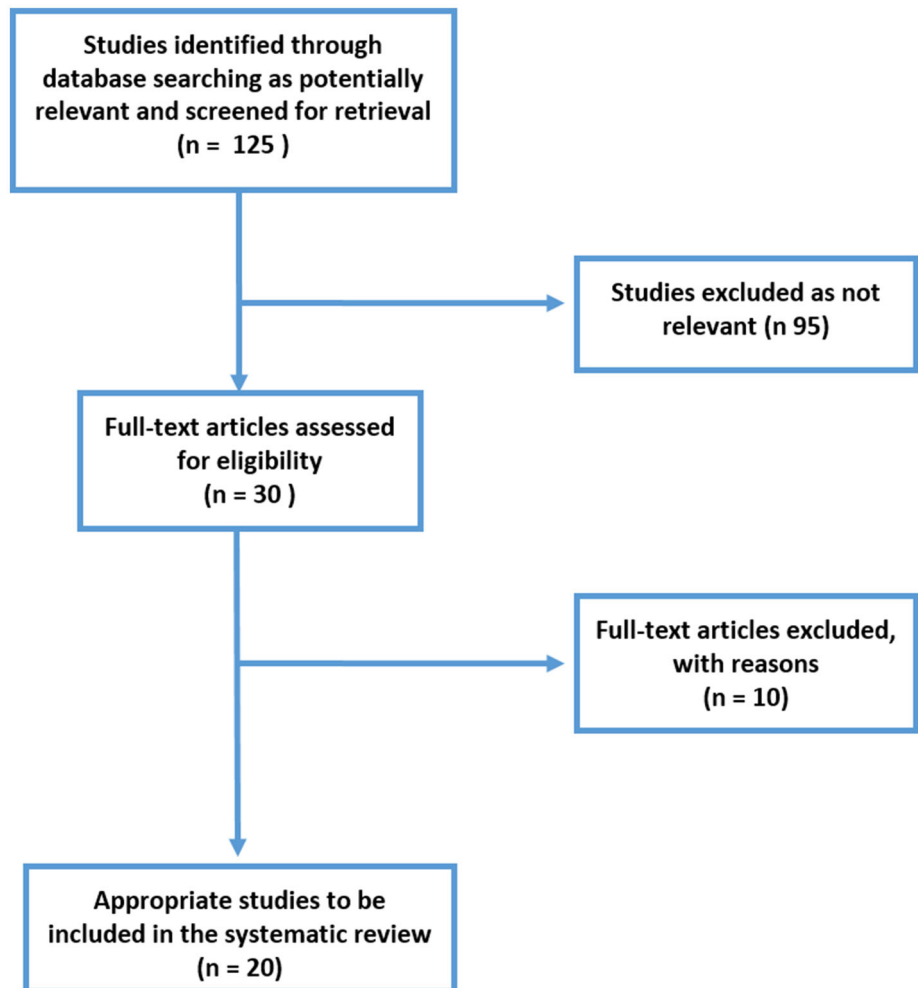 Studies identified through
database searching as potentially
relevant and screened for retrieval
(n =  125 )
Studies excluded as not
relevant (n 95)
Full-text articles assessed
for eligibility
(n = 30 )
Full-text articles excluded,
with reasons
(n = 10)
Appropriate studies to be
included in the systematic review
(n = 20)